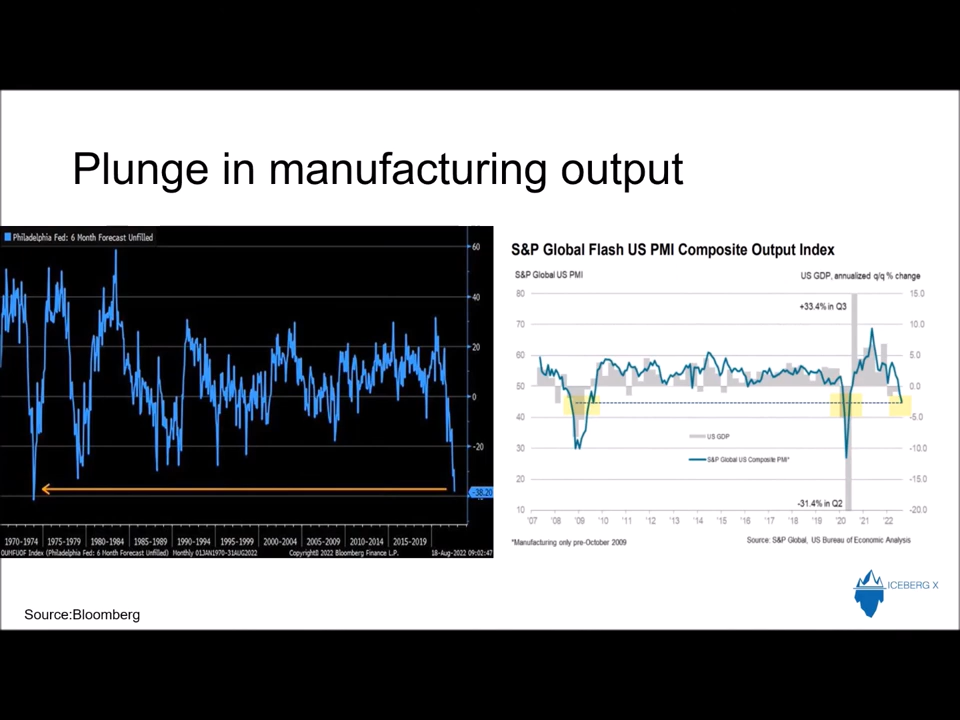 Plunge in manufacturing output
Philadelphia Fed: 6 Month Forecast Unfilled
60
40
20
0
-20
-38.20
1970-1974 1975-1979 1980-1984 1985-1989 1990-1994 1995-1999 2000-2004 2005-2009 2010-2014 2015-2019
OUMFUOF Index (Philadelphia Fed: 6 Month Forecast Unfilled) Monthly 01JAN1970-31AUG2022 Copyright© 2022 Bloomberg Finance L.P. 18-Aug-2022 09:02:47
S&P Global Flash US PMI Composite Output Index
S&P Global US PMI US GDP, annualized q/q % change
80 15.0
+33.4% in Q3
70 10.0
60 5.0
50 0.0
40 -5.0
US GDP
30 -10.0
S&P Global US Composite PMI*
20 -15.0
-31.4% in Q2
10 -20.0
'07 '08 '09 '10 '11 '12 '13 '14 '15 '16 '17 '18 '19 '20 '21 '22
*Manufacturing only pre-October 2009 Source: S&P Global, US Bureau of Economic Analysis
ICEBERG X
Source:Bloomberg